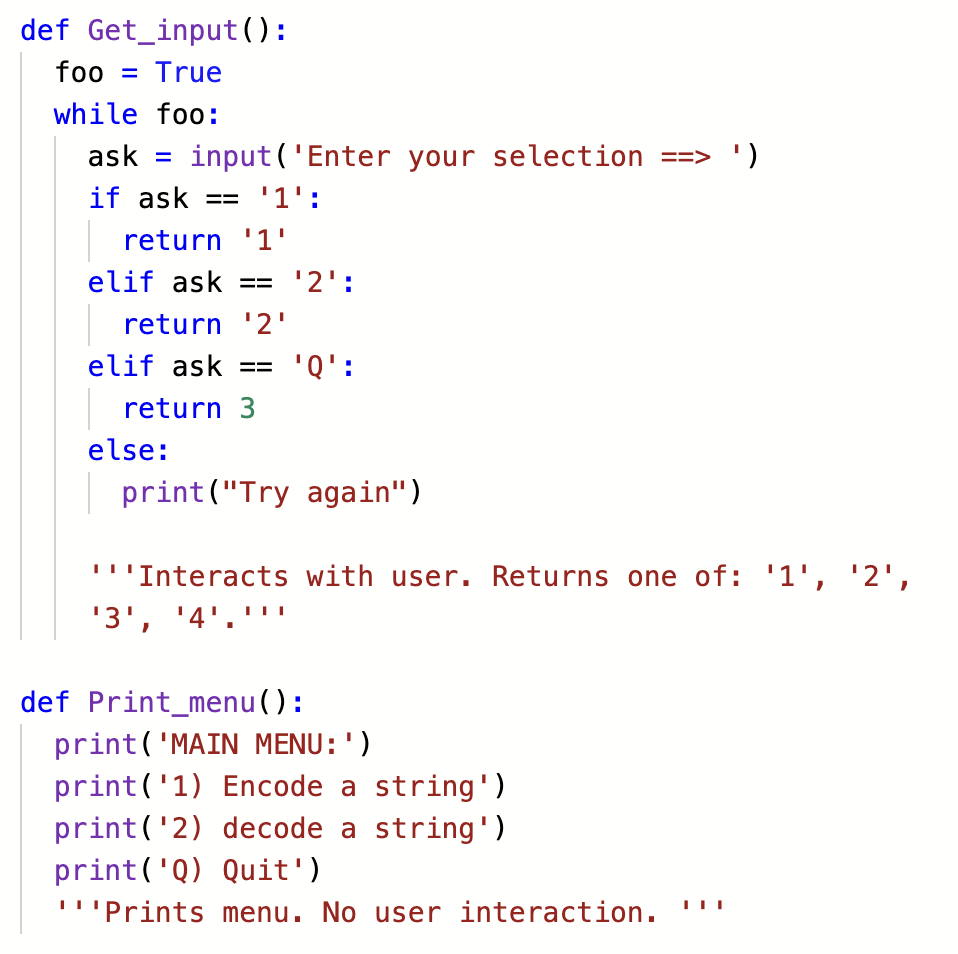 def Get_input():
  foo = True
  while foo:
    ask = input('Enter your selection ==> ')
    if ask == '1':
      return '1'
    elif ask == '2':
      return '2'
    elif ask == 'Q':
      return 3
    else:
      print("Try again")

    '''Interacts with user. Returns one of: '1', '2',
    '3', '4'.'''

def Print_menu():
  print('MAIN MENU:')
  print('1) Encode a string')
  print('2) decode a string')
  print('Q) Quit')
  '''Prints menu. No user interaction. '''